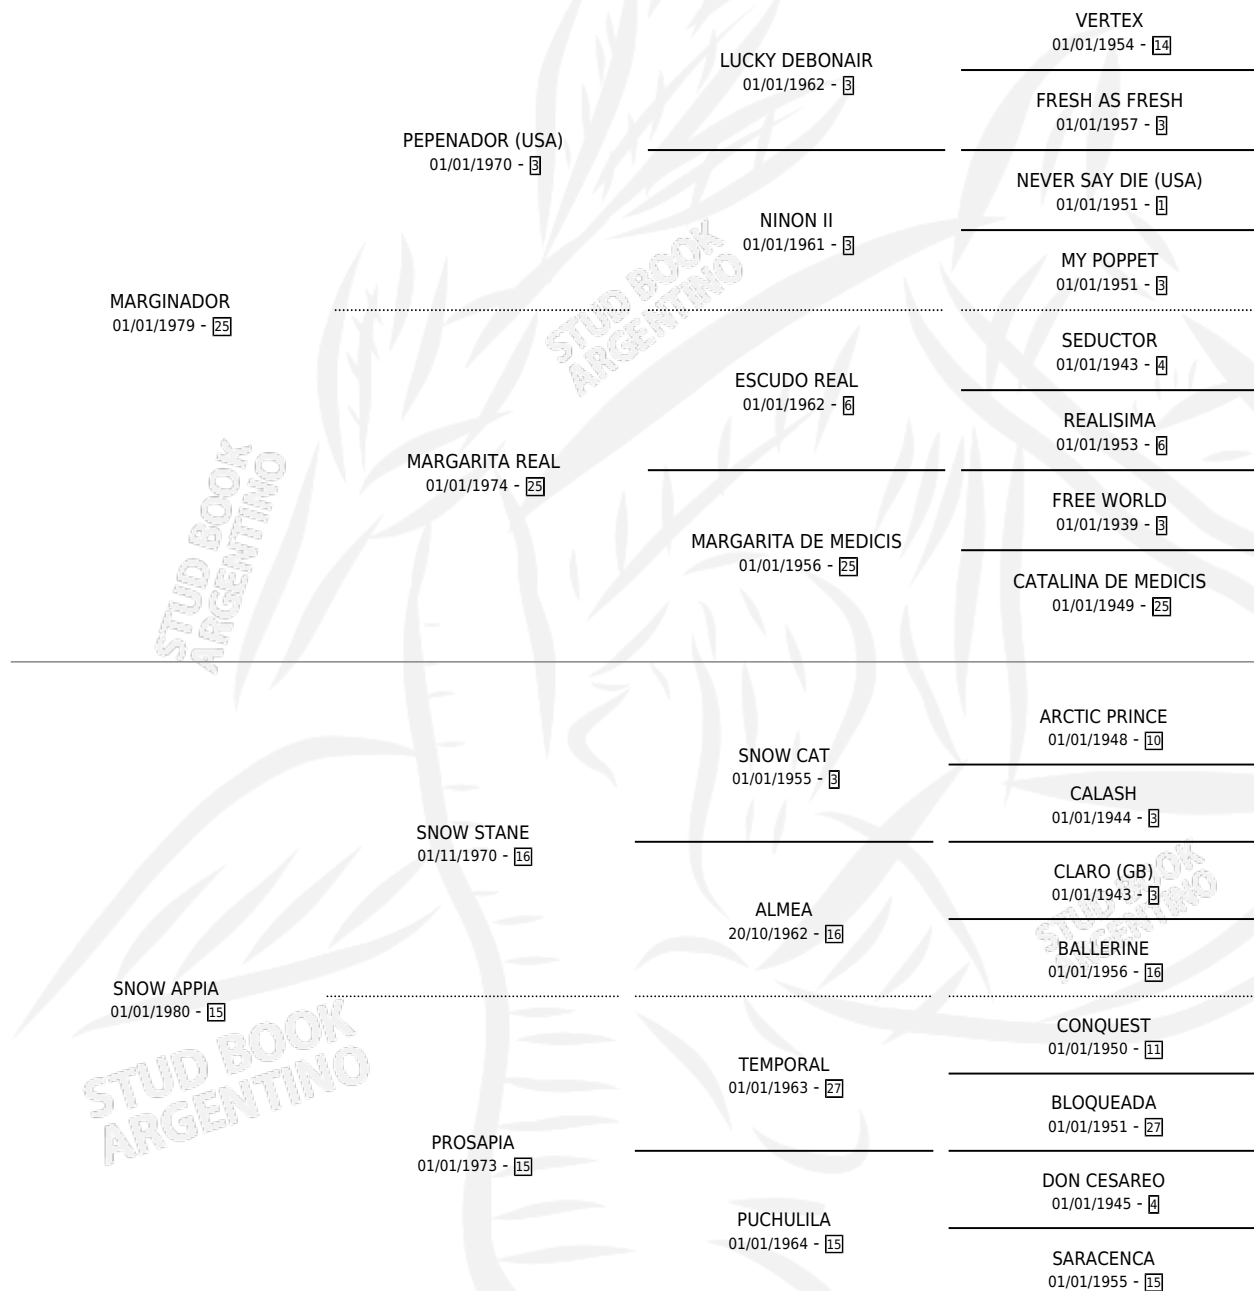 VERTEX
01/01/1954 - 14
LUCKY DEBONAIR
01/01/1962 - 3
FRESH AS FRESH
01/01/1957 - 3
PEPENADOR (USA)
01/01/1970 - 3
NEVER SAY DIE (USA)
01/01/1951 - 1
NINON II
01/01/1961 - 3
MY POPPET
01/01/1951 - 3
MARGINADOR
01/01/1979 - 25
SEDUCTOR
01/01/1943 - 4
ESCUDO REAL
01/01/1962 - 6
REALISIMA
01/01/1953 - 6
MARGARITA REAL
01/01/1974 - 25
FREE WORLD
01/01/1939 - 3
MARGARITA DE MEDICIS
01/01/1956 - 25
CATALINA DE MEDICIS
01/01/1949 - 25
STUD BOOK
ARGENTINO
STUD BOOK
ARGENTINO
ARCTIC PRINCE
01/01/1948 - 10
SNOW CAT
01/01/1955 - 3
CALASH
01/01/1944 - 3
SNOW STANE
01/11/1970 - 16
CLARO (GB)
01/01/1943 - 3
ALMEA
20/10/1962 - 16
BALLERINE
01/01/1956 - 16
STUD BOOK
ARGENTINO
SNOW APPIA
01/01/1980 - 15
CONQUEST
01/01/1950 - 11
TEMPORAL
01/01/1963 - 27
BLOQUEADA
01/01/1951 - 27
STUD BOOK
ARGENTINO
PROSAPIA
01/01/1973 - 15
DON CESAREO
01/01/1945 - 4
PUCHULILA
01/01/1964 - 15
SARACENCA
01/01/1955 - 15